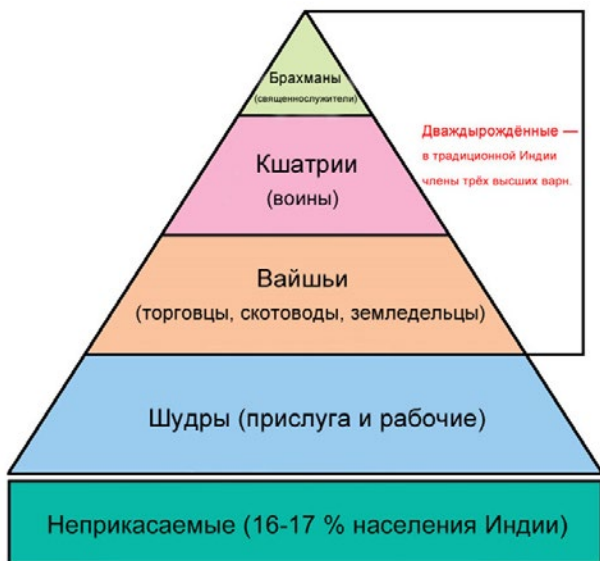 Брахманы
(священнослужители)
Кшатрии
(воины)
Дваждырождённые —
в традиционной Индии
члены трёх высших варн.
Вайшьи
(торговцы, скотоводы, земледельцы)
Шудры (прислуга и рабочие)
Неприкасаемые (16-17 % населения Индии)